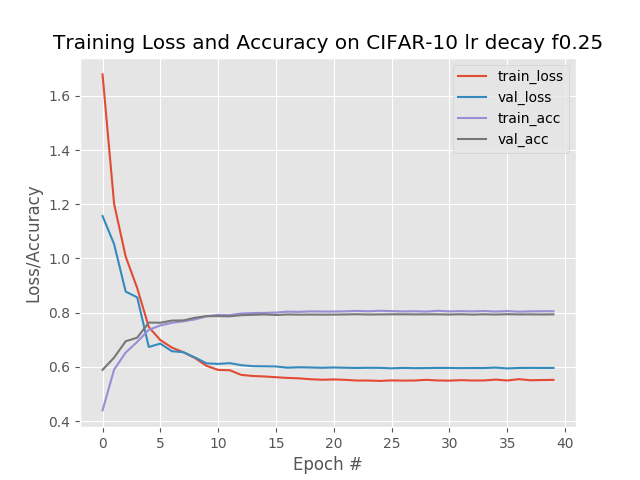 Training Loss and Accuracy on CIFAR-10 lr decay f0.25
train_loss
val_loss
train_acc
val_acc
1.6
1.4
1.2
1.0
0.8
0.6
0.4
Loss/Accuracy
0 5 10 15 20 25 30 35 40
Epoch #